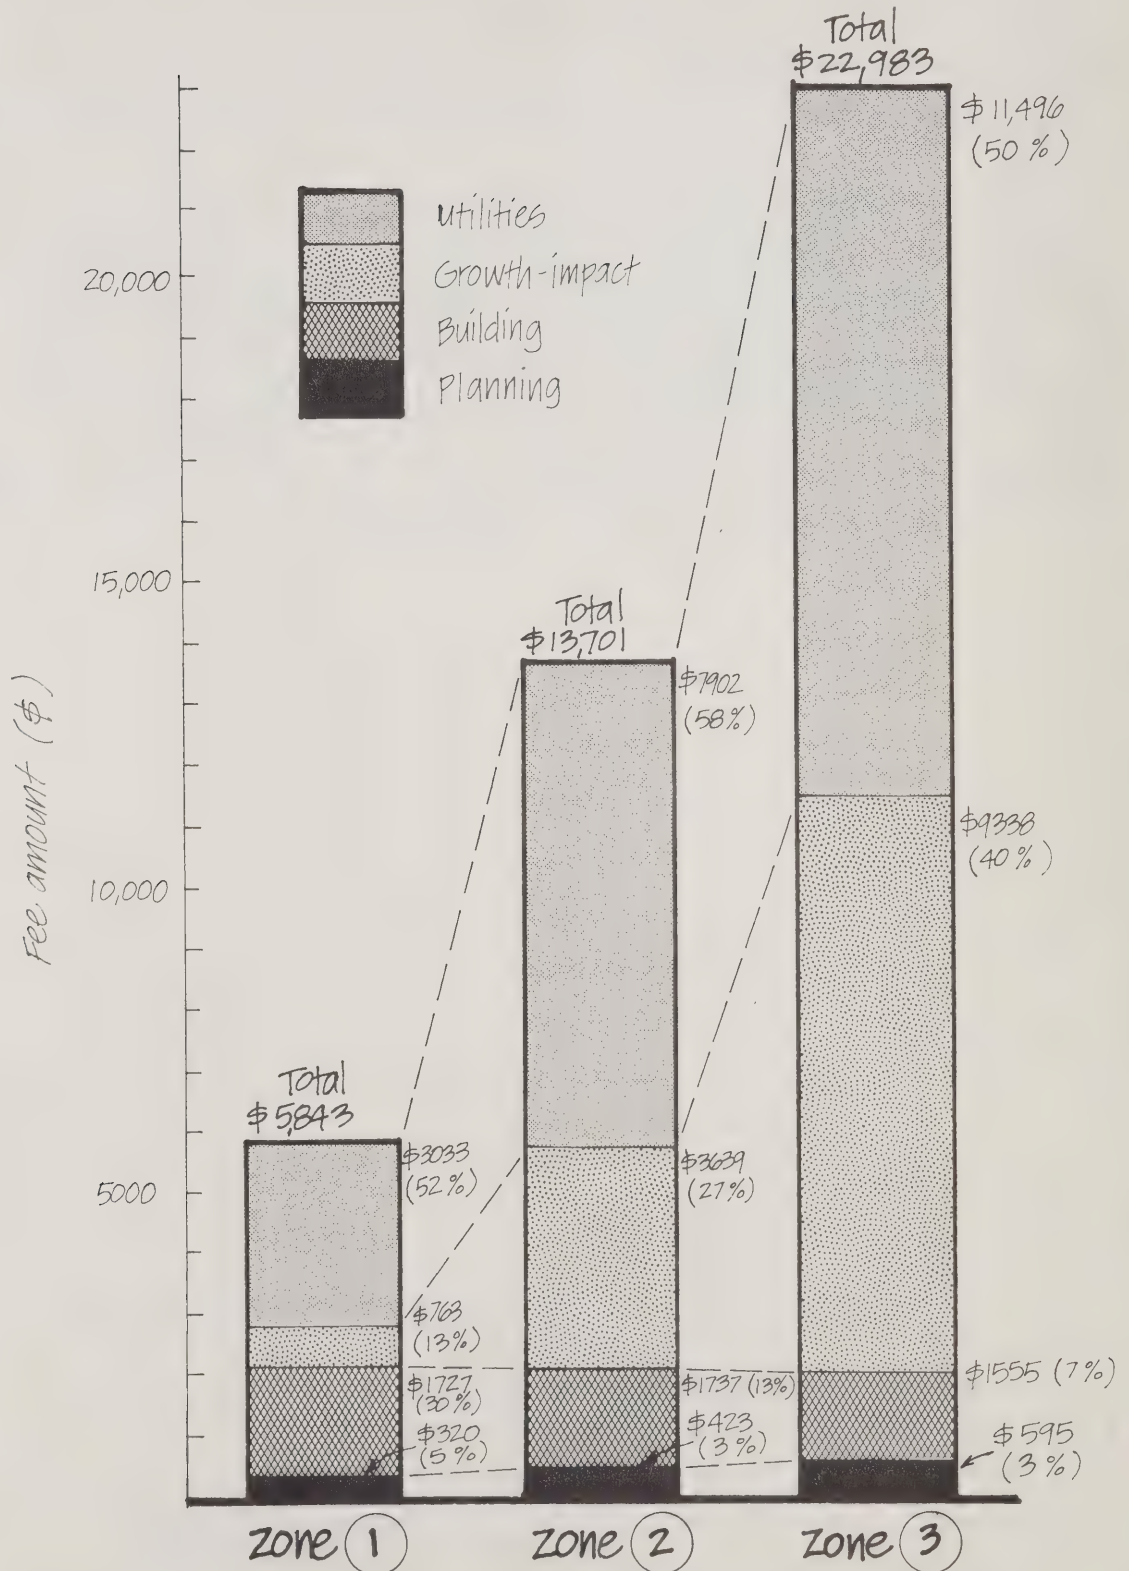 Total
$22,983
$11,496
(50%)
utilities
Growth-impact
Building
Planning
20,000
15,000
10,000
5000
Fee amount ($)
Total
$13,701
$7902
(58%)
$9338
(40%)
Total
$5,843
$3033
(52%)
$3639
(27%)
$763
(13%)
$1727
(30%)
$320
(5%)
$1737 (13%)
$423
(3%)
$1555 (7%)
$595
(3%)
zone 1
zone 2
zone 3